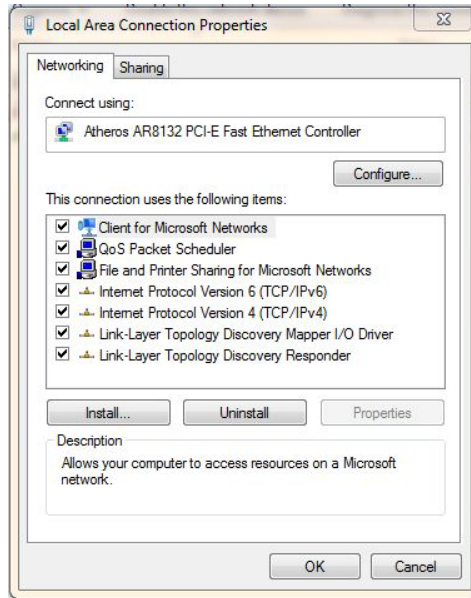 Local Area Connection Properties
Networking
Sharing
Connect using:
Atheros AR8132 PCI-E Fast Ethernet Controller
Configure...
This connection uses the following items:
Client for Microsoft Networks
QoS Packet Scheduler
File and Printer Sharing for Microsoft Networks
Internet Protocol Version 6 (TCP/IPv6)
Internet Protocol Version 4 (TCP/IPv4)
Link-Layer Topology Discovery Mapper I/O Driver
Link-Layer Topology Discovery Responder
Install...
Uninstall
Properties
Description
Allows your computer to access resources on a Microsoft
network.
OK
Cancel